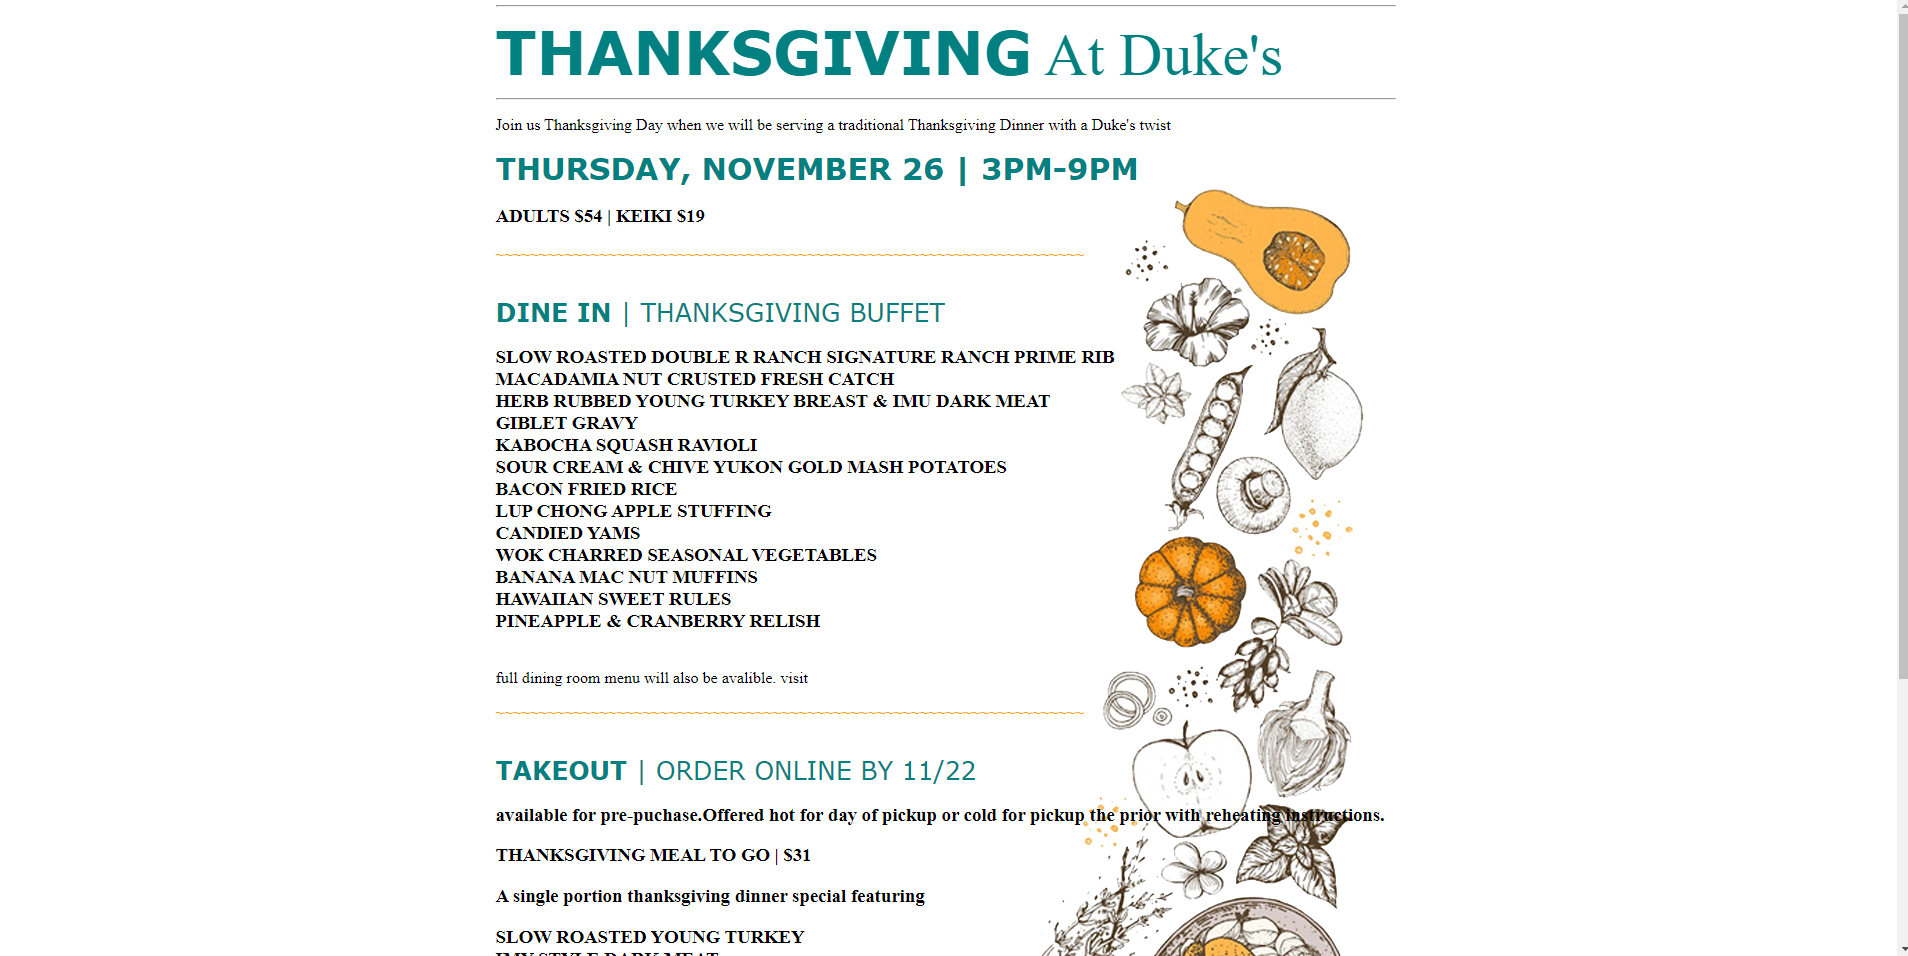 THANKSGIVING At Duke's
Join us Thanksgiving Day when we will be serving a traditional Thanksgiving Dinner with a Duke's twist
THURSDAY, NOVEMBER 26 | 3PM-9PM
ADULTS $54 | KEIKI $19
~~~~~~~~~~~~~~~~~~~~~~~~~~~~~~~~~~~~~~~~~~~~~~~~~~~~~~~~~~~~~~~~~~~~
DINE IN | THANKSGIVING BUFFET
SLOW ROASTED DOUBLE R RANCH SIGNATURE RANCH PRIME RIB
MACADAMIA NUT CRUSTED FRESH CATCH
HERB RUBBED YOUNG TURKEY BREAST & IMU DARK MEAT
GIBLET GRAVY
KABOCHA SQUASH RAVIOLI
SOUR CREAM & CHIVE YUKON GOLD MASH POTATOES
BACON FRIED RICE
LUP CHONG APPLE STUFFING
CANDIED YAMS
WOK CHARRED SEASONAL VEGETABLES
BANANA MAC NUT MUFFINS
HAWAIIAN SWEET RULES
PINEAPPLE & CRANBERRY RELISH
full dining room menu will also be avalible. visit
~~~~~~~~~~~~~~~~~~~~~~~~~~~~~~~~~~~~~~~~~~~~~~~~~~~~~~~~~~~~~~~~~~~~
TAKEOUT | ORDER ONLINE BY 11/22
available for pre-puchase.Offered hot for day of pickup or cold for pickup the prior with reheating instructions.
THANKSGIVING MEAL TO GO | $31
A single portion thanksgiving dinner special featuring
SLOW ROASTED YOUNG TURKEY
STYLE DARK MEAT